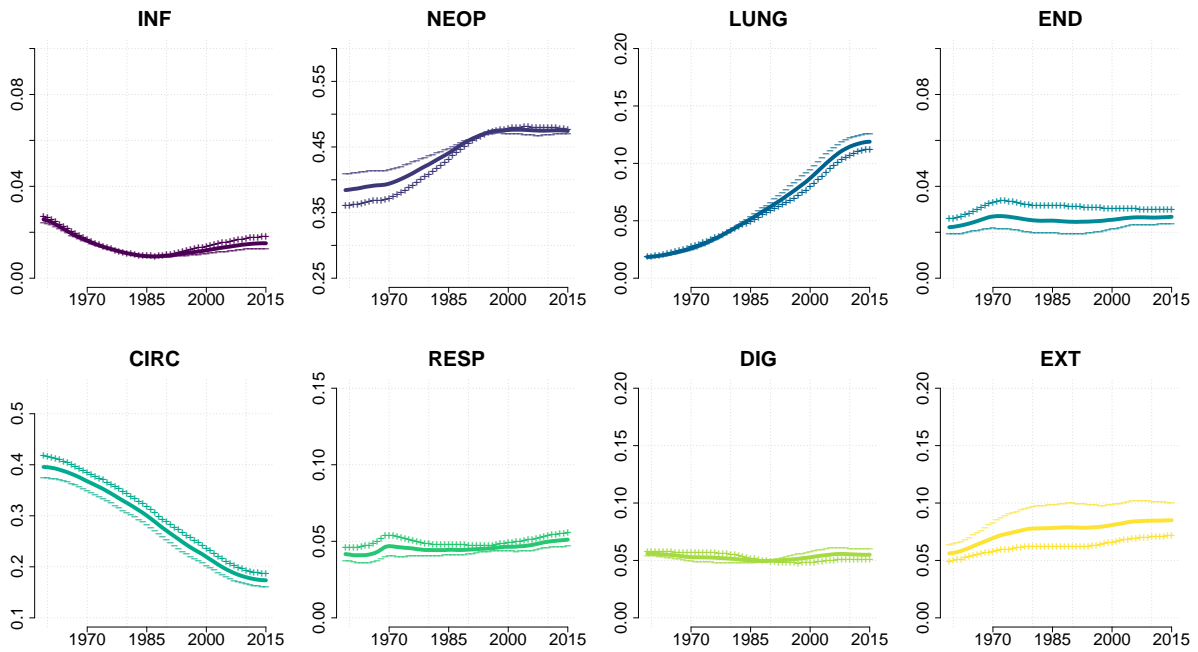 INF
NEOP
LUNG
END
0.00 0.04 0.08
1970 1985 2000 2015
0.25 0.35 0.45 0.55
1970 1985 2000 2015
0.00 0.05 0.10 0.15 0.20
1970 1985 2000 2015
0.00 0.04 0.08
1970 1985 2000 2015
CIRC
RESP
DIG
EXT
0.1 0.2 0.3 0.4 0.5
1970 1985 2000 2015
0.00 0.05 0.10 0.15
1970 1985 2000 2015
0.00 0.05 0.10 0.15 0.20
1970 1985 2000 2015
0.00 0.05 0.10 0.15 0.20
1970 1985 2000 2015